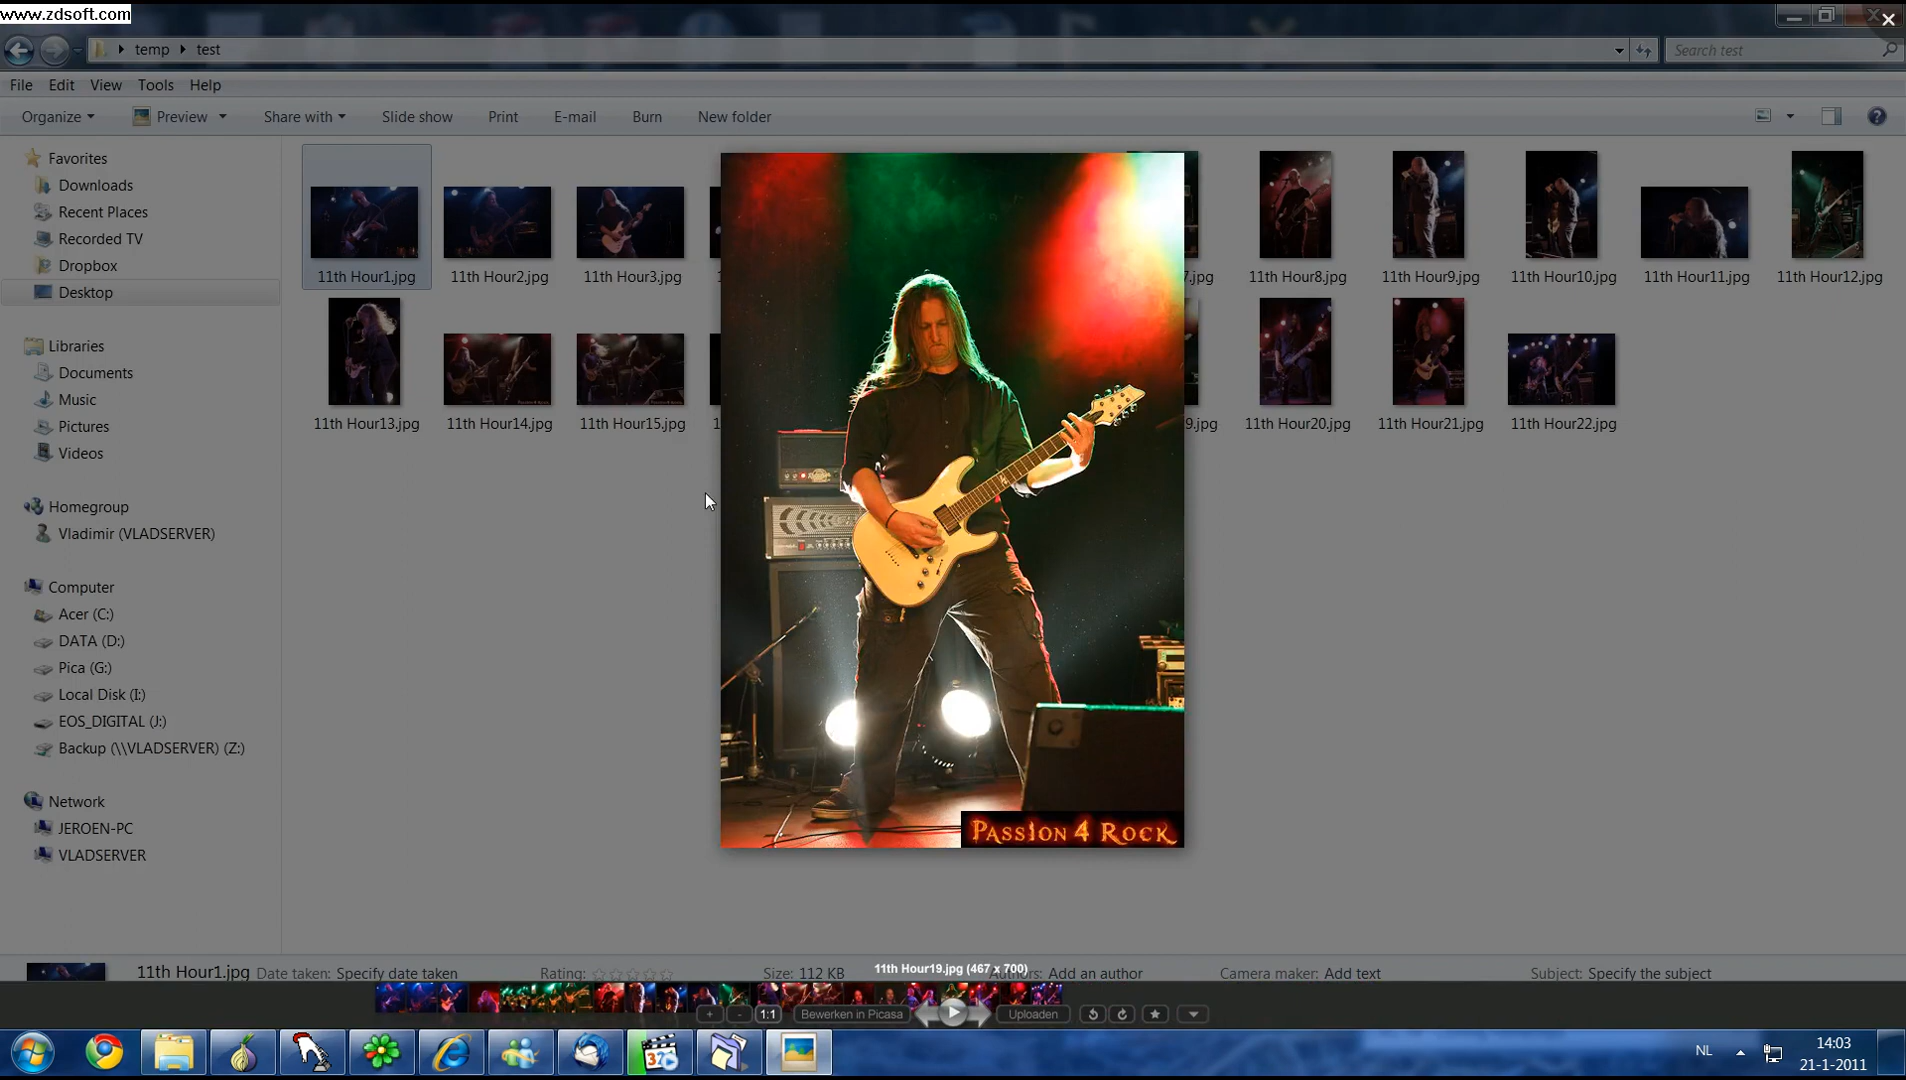 www.zdsoft.com
temp test
Search test
File Edit View Tools Help
Organize Preview Share with Slide show Print E-mail Burn New folder
Favorites
Downloads
Recent Places
Recorded TV
Dropbox
Desktop
Libraries
Documents
Music
Pictures
Videos
Homegroup
Vladimir (VLADSERVER)
Computer
Acer (C:)
DATA (D:)
Pica (G:)
Local Disk (I:)
EOS_DIGITAL (J:)
Backup (\\VLADSERVER) (Z:)
Network
JEROEN-PC
VLADSERVER
11th Hour1.jpg 11th Hour2.jpg 11th Hour3.jpg 7.jpg 11th Hour8.jpg 11th Hour9.jpg 11th Hour10.jpg 11th Hour11.jpg 11th Hour12.jpg
11th Hour13.jpg 11th Hour14.jpg 11th Hour15.jpg 9.jpg 11th Hour20.jpg 11th Hour21.jpg 11th Hour22.jpg
PASSION 4 ROCK
11th Hour1.jpg Date taken: Specify date taken Rating: Size: 112 KB Authors: Add an author Camera maker: Add text Subject: Specify the subject
11th Hour19.jpg (467 x 700)
+ - 1:1 Bewerken in Picasa Uploaden
321
NL 14:03
21-1-2011